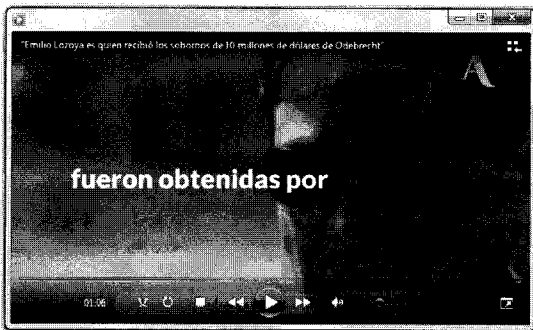 "Emilio Lozoya es quien recibió los sobornos de 10 millones de dólares de Odebrecht"
A
fueron obtenidas por
01:06